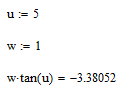 u := 5
w := 1
w·tan(u) = −3.38052